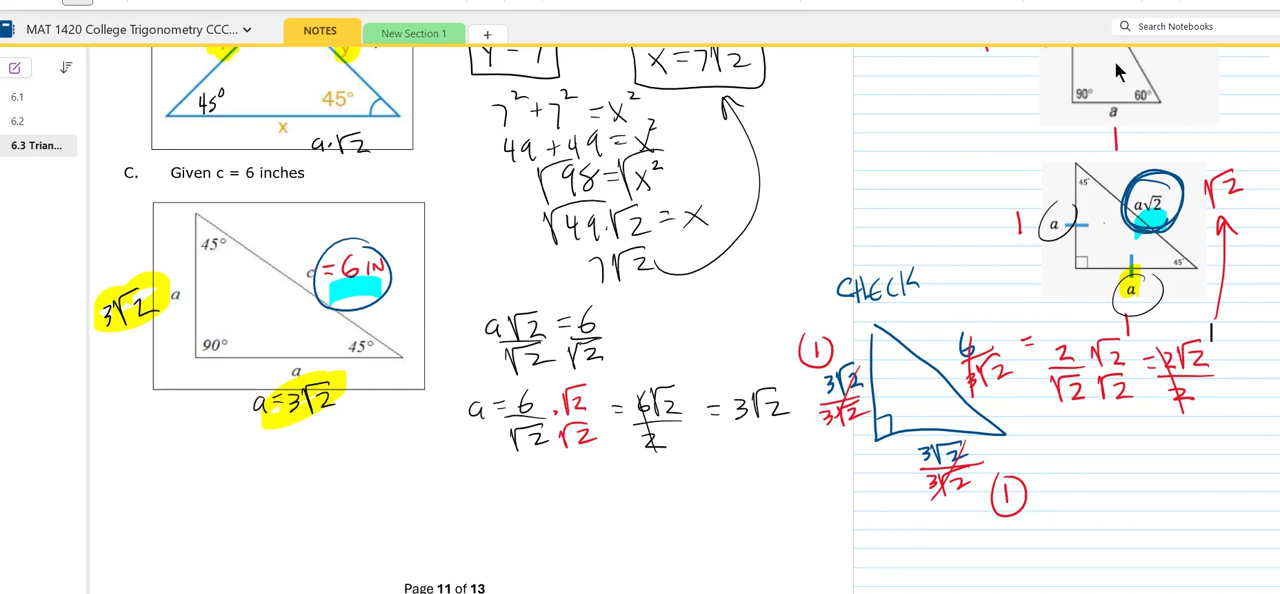 MAT 1420 College Trigonometry CCC...
NOTES
New Section 1
+
Search Notebooks
6.1
6.2
6.3 Trian...
45°
45°
x
a·√2
y = 7
x = 7√2
7² + 7² = x²
49 + 49 = x²
√98 = √x²
√49·√2 = x
7√2
C. Given c = 6 inches
45°
c = 6 IN
3√2
a
90°
45°
a
a = 3√2
a√2 = 6
√2 √2
a = 6/√2 · √2/√2 = 6√2/2 = 3√2
90°
60°
a
1
45°
a√2
√2
1
a
45°
a
1
CHECK
1
3√2/3√2
6/3√2 = 2/√2 √2/√2 = 2√2/2
3√2/3√2
1
Page 11 of 13